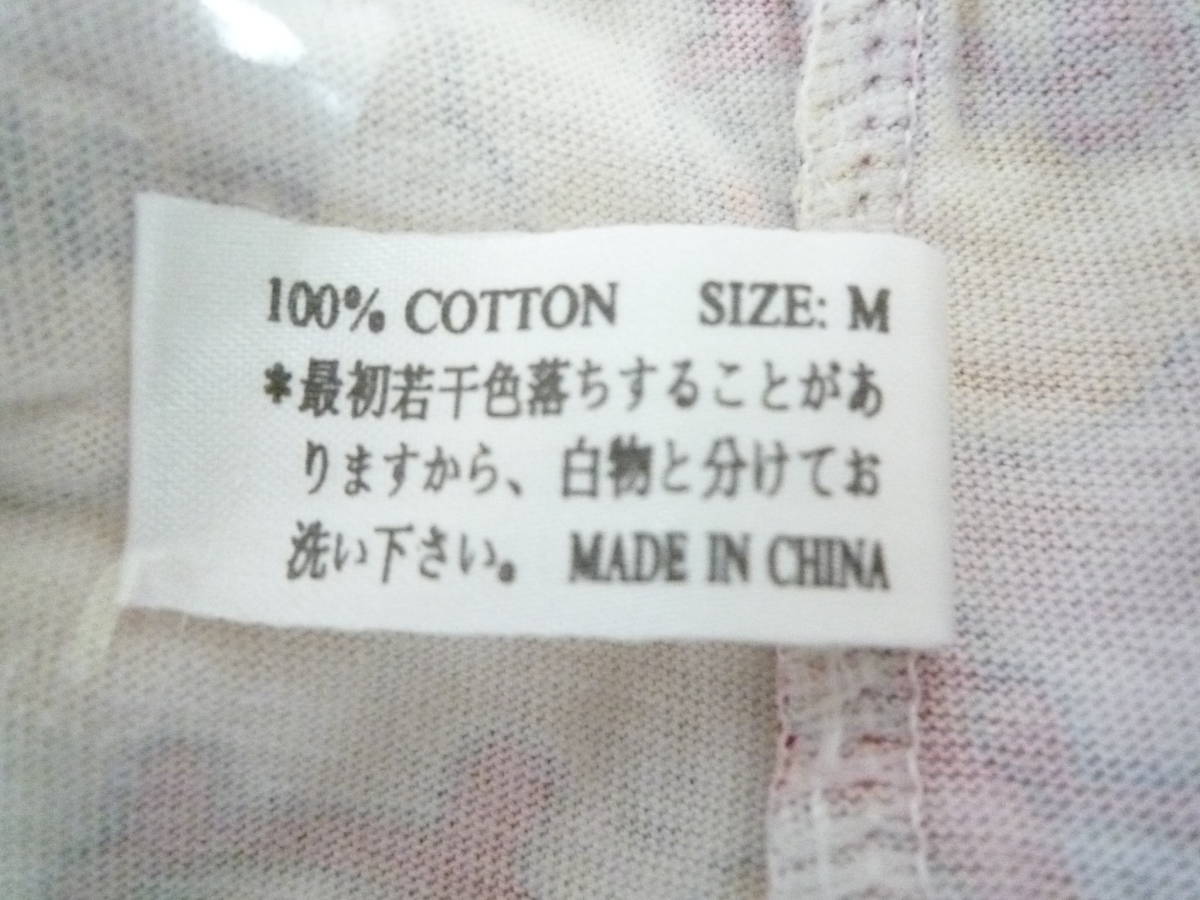 100% COTTON SIZE: M
*最初若干色落ちすることがあ
りますから、白物と分けてお
洗い下さい。 MADE IN CHINA